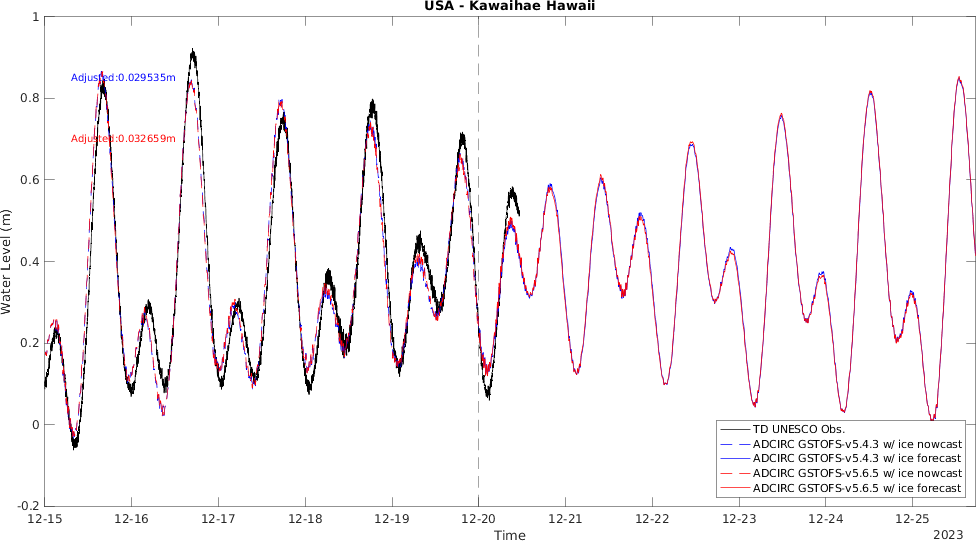 USA - Kawaihae Hawaii
1
0.8
0.6
0.4
0.2
0
-0.2
Water Level (m)
Adjusted:0.029535m
Adjusted:0.032659m
TD UNESCO Obs.
ADCIRC GSTOFS-v5.4.3 w/ ice nowcast
ADCIRC GSTOFS-v5.4.3 w/ ice forecast
ADCIRC GSTOFS-v5.6.5 w/ ice nowcast
ADCIRC GSTOFS-v5.6.5 w/ ice forecast
12-15 12-16 12-17 12-18 12-19 12-20 12-21 12-22 12-23 12-24 12-25
Time
2023